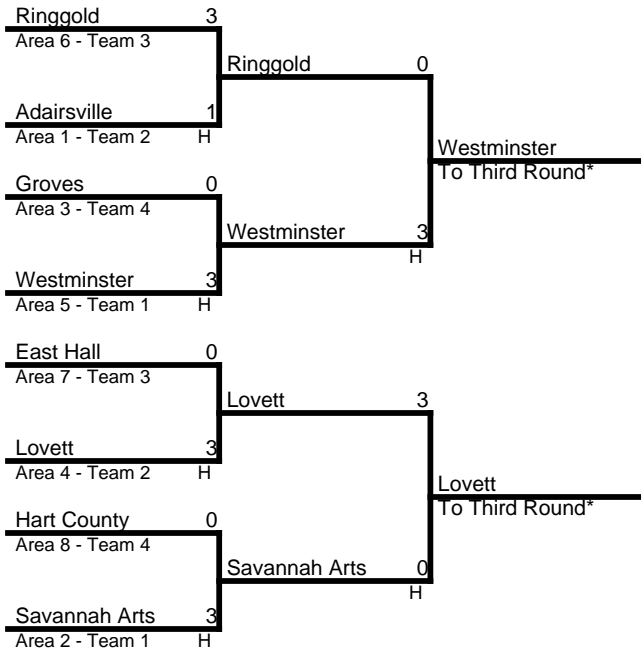 Ringgold 3
Area 6 - Team 3
Ringgold 0
Adairsville 1
Area 1 - Team 2 H
Westminster
To Third Round*
Groves 0
Area 3 - Team 4
Westminster 3
H
Westminster 3
Area 5 - Team 1 H
East Hall 0
Area 7 - Team 3
Lovett 3
Lovett 3
Area 4 - Team 2 H
Lovett
To Third Round*
Hart County 0
Area 8 - Team 4
Savannah Arts 0
H
Savannah Arts 3
Area 2 - Team 1 H